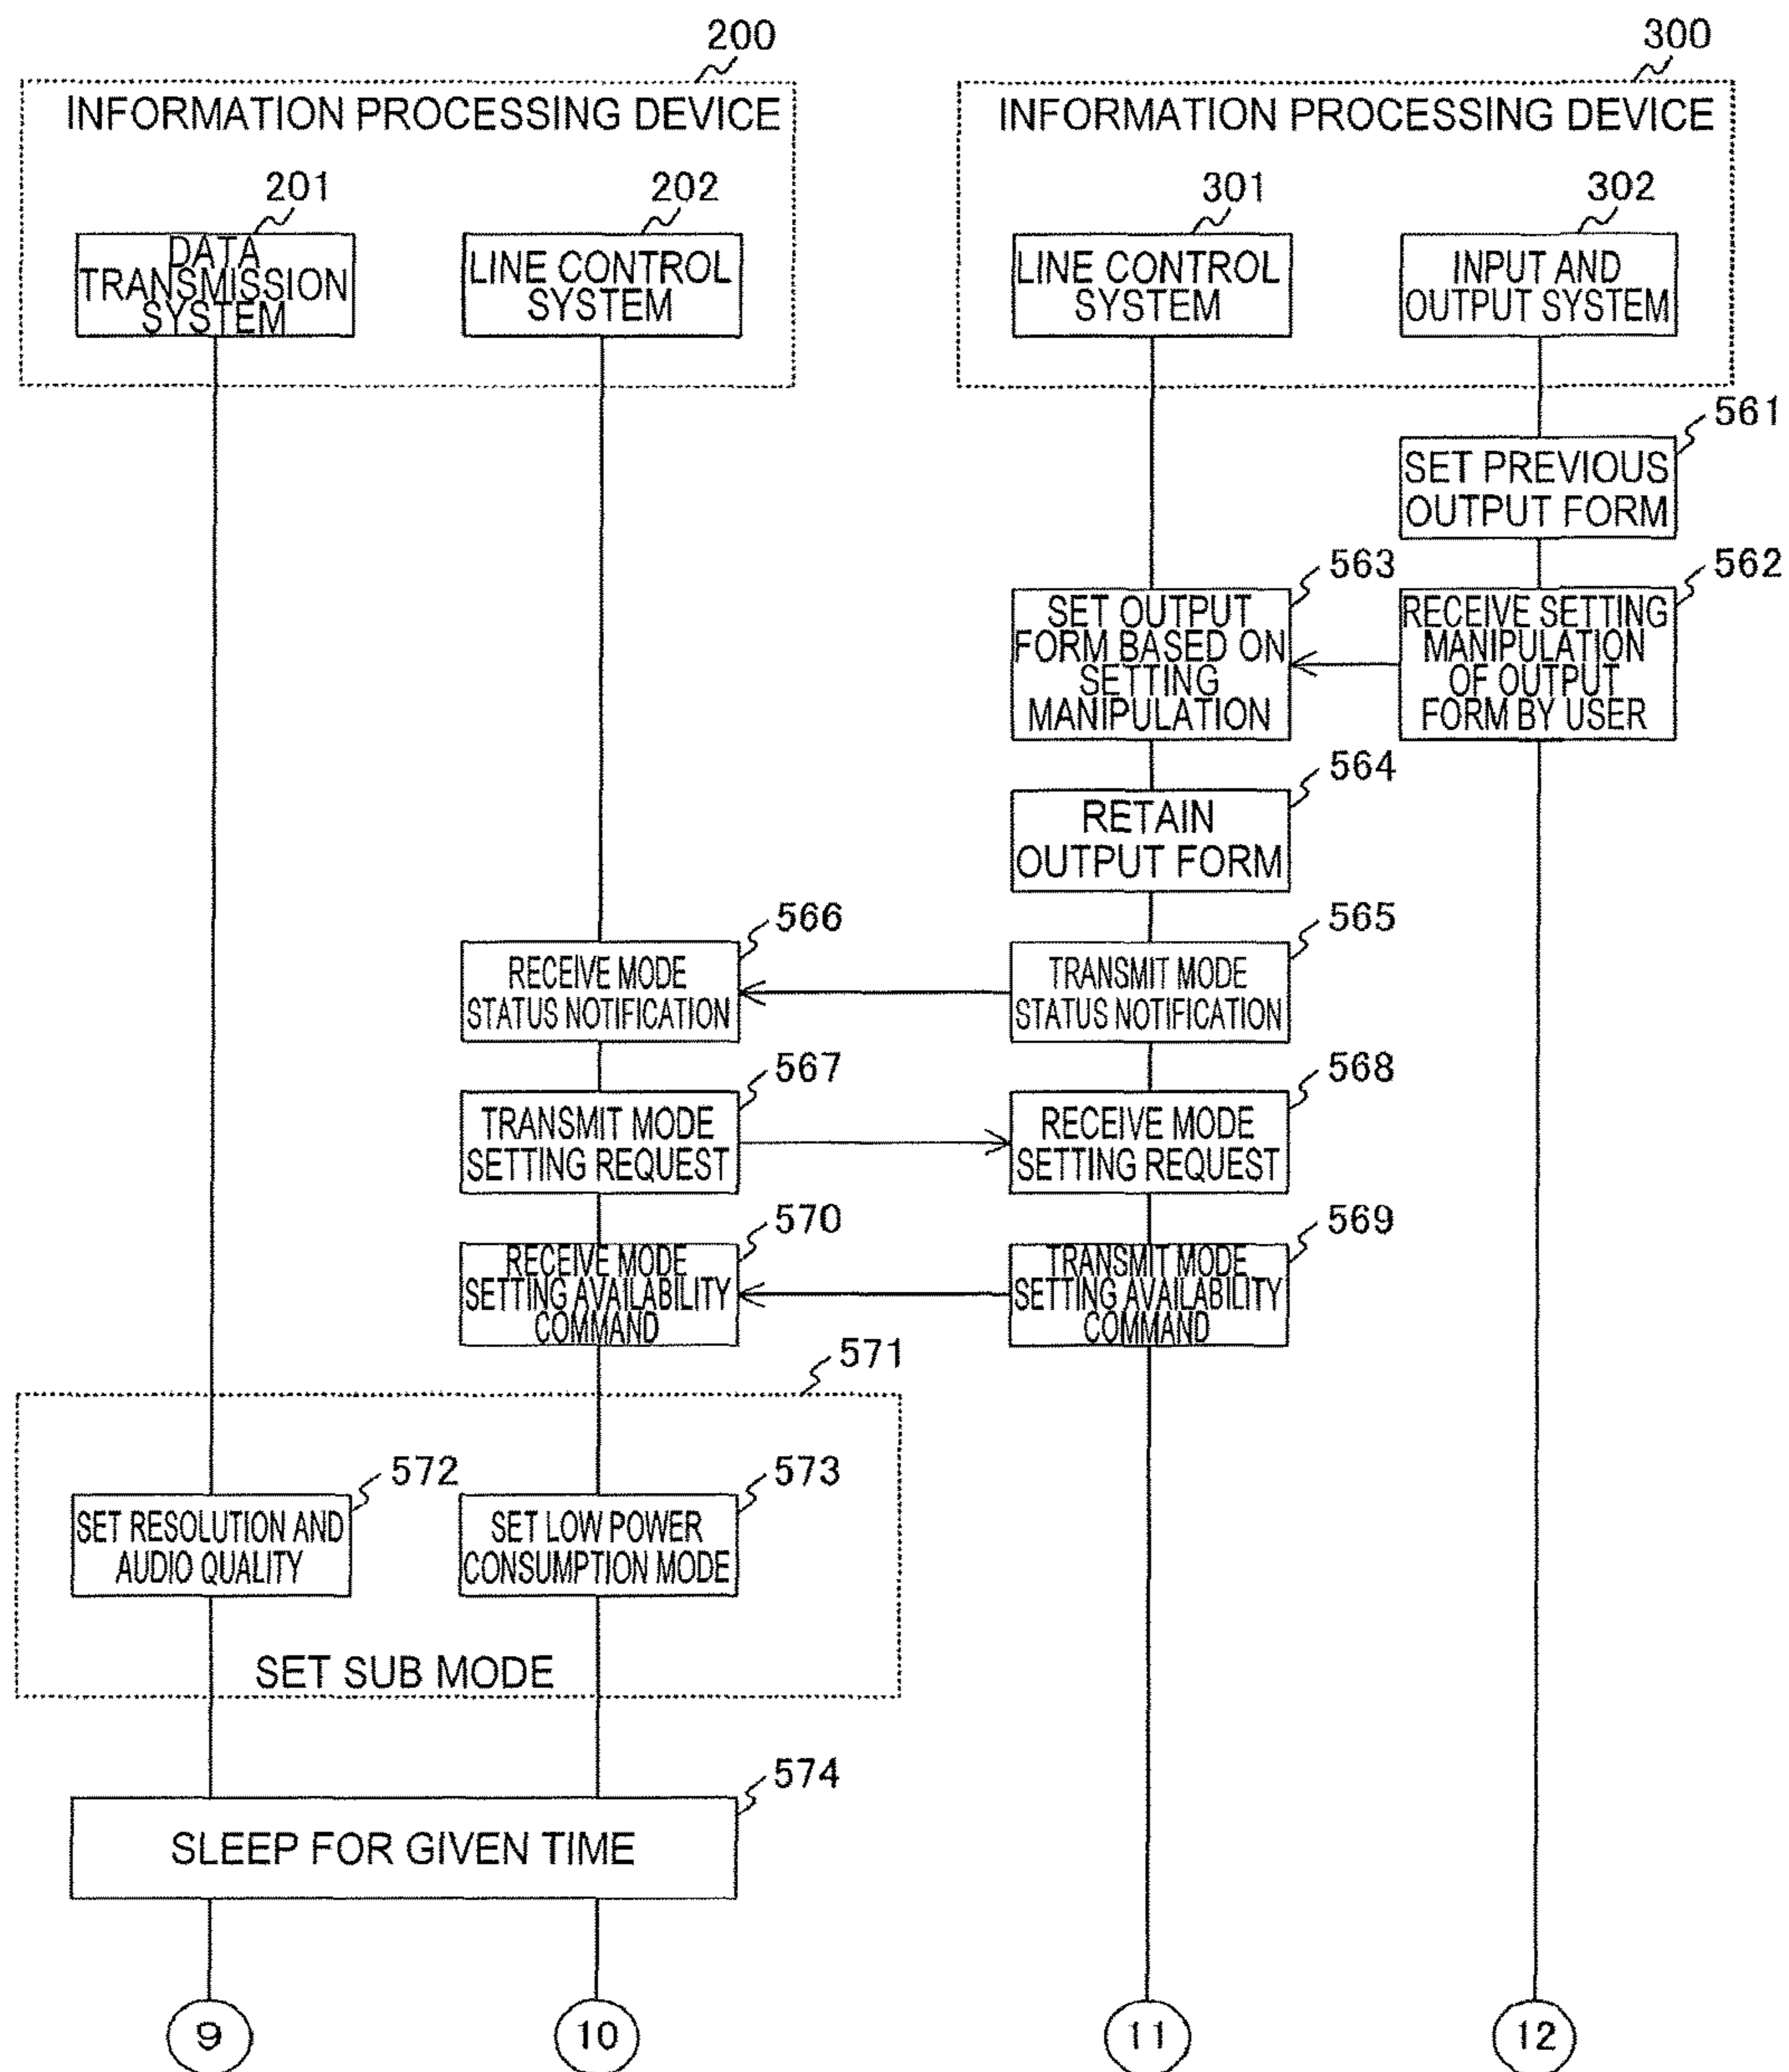 200
300
INFORMATION PROCESSING DEVICE
INFORMATION PROCESSING DEVICE
201
202
301
302
DATA
TRANSMISSION
SYSTEM
LINE CONTROL
SYSTEM
LINE CONTROL
SYSTEM
INPUT AND
OUTPUT SYSTEM
561
SET PREVIOUS
OUTPUT FORM
563
562
SET OUTPUT
FORM BASED ON
SETTING
MANIPULATION
RECEIVE SETTING
MANIPULATION
OF OUTPUT
FORM BY USER
564
RETAIN
OUTPUT FORM
566
565
RECEIVE MODE
STATUS NOTIFICATION
TRANSMIT MODE
STATUS NOTIFICATION
567
568
TRANSMIT MODE
SETTING REQUEST
RECEIVE MODE
SETTING REQUEST
570
569
RECEIVE MODE
SETTING AVAILABILITY
COMMAND
TRANSMIT MODE
SETTING AVAILABILITY
COMMAND
571
572
573
SET RESOLUTION AND
AUDIO QUALITY
SET LOW POWER
CONSUMPTION MODE
SET SUB MODE
574
SLEEP FOR GIVEN TIME
9
10
11
12